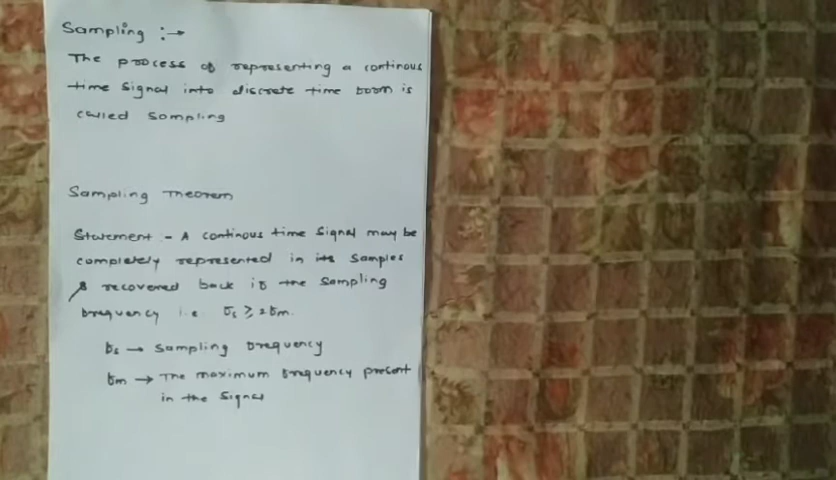 Sampling :→
The process of representing a continous
time signal into discrete time form is
called sampling
Sampling Theorem
Statement :- A continous time signal may be
completely represented in its samples
& recovered back if the sampling
frequency i.e. fs ≥ 2fm.
fs → Sampling frequency
fm → The maximum frequency present
in the signal